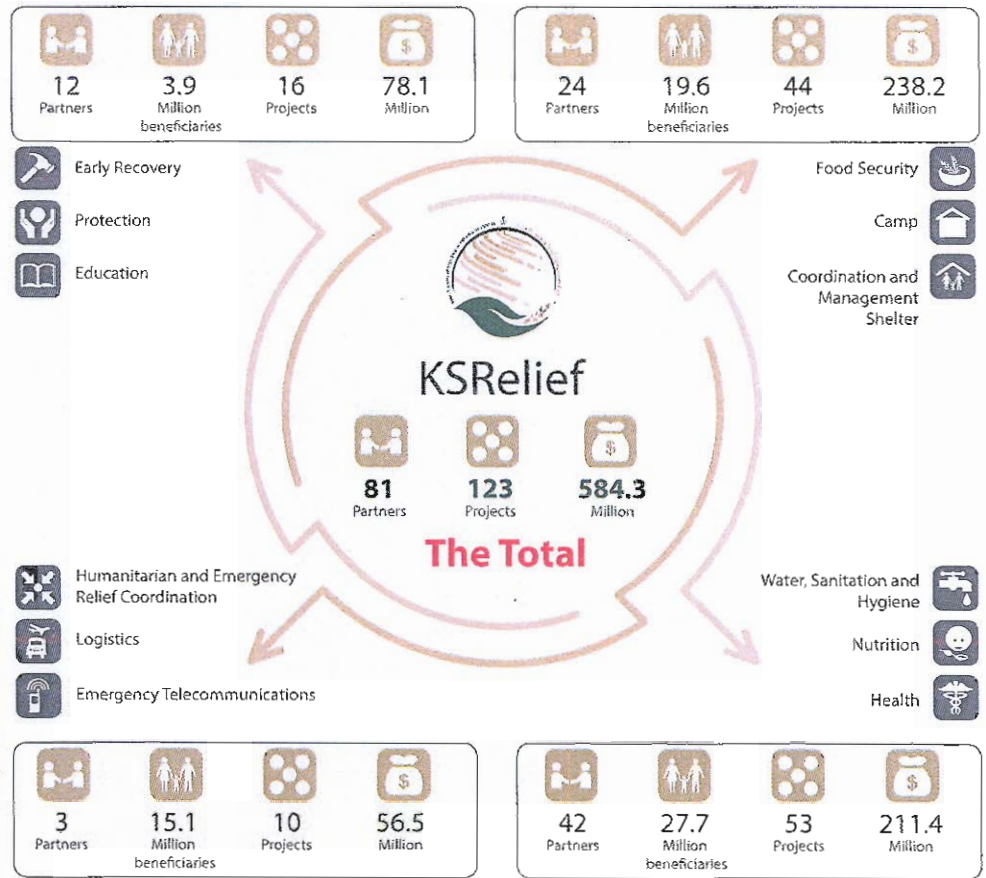 12
Partners
3.9
Million
beneficiaries
16
Projects
78.1
Million
24
Partners
19.6
Million
beneficiaries
44
Projects
238.2
Million
Early Recovery
Protection
Education
Food Security
Camp
Coordination and
Management
Shelter
$
KSRelief
81
Partners
123
Projects
584.3
Million
The Total
Humanitarian and Emergency
Relief Coordination
Logistics
Emergency Telecommunications
Water, Sanitation and
Hygiene
Nutrition
Health
3
Partners
15.1
Million
beneficiaries
10
Projects
56.5
Million
42
Partners
27.7
Million
beneficiaries
53
Projects
211.4
Million